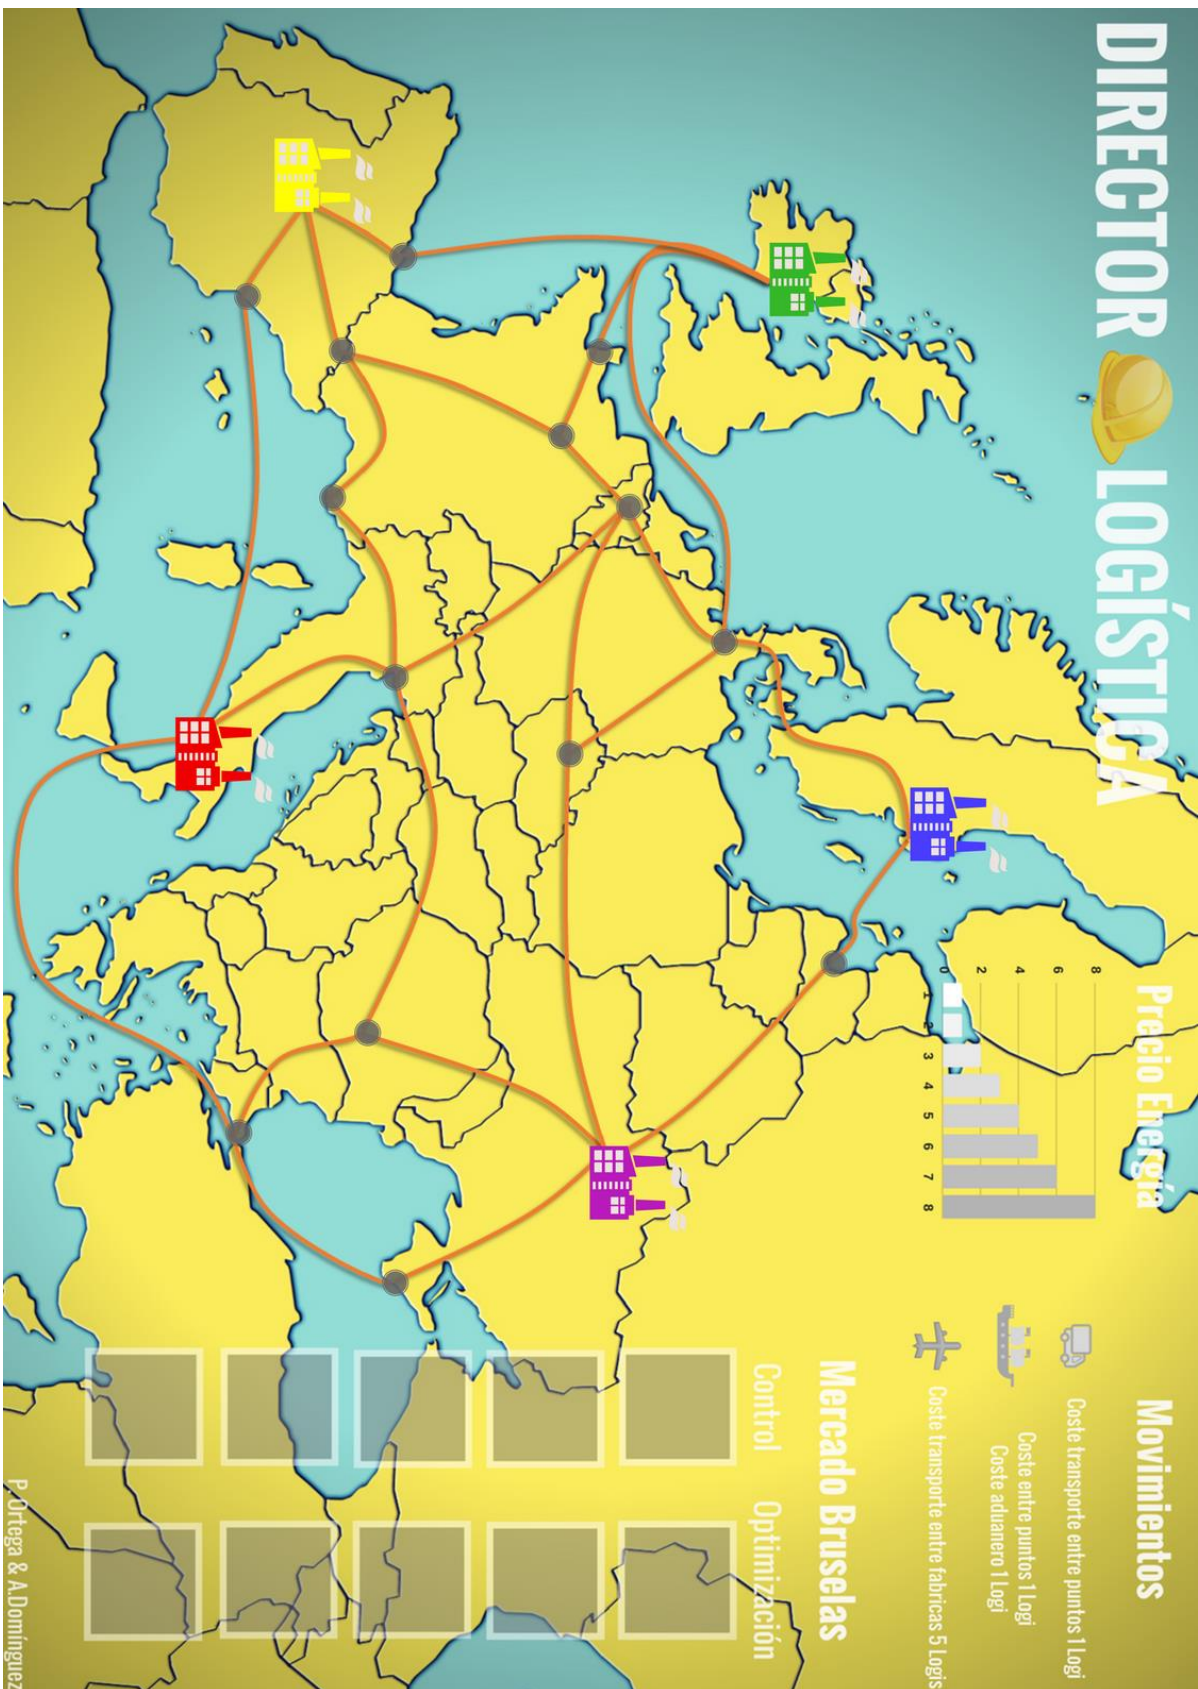 DIRECTOR LOGÍSTICA
Precio Energía
8
6
4
2
0
1
2
3
4
5
6
7
8
Movimientos
Coste transporte entre puntos 1 Logi
Coste entre puntos 1 Logi
Coste aduanero 1 Logi
Coste transporte entre fabricas 5 Logis
Mercado Bruselas
Control Optimización
P.Ortega & A.Domínguez